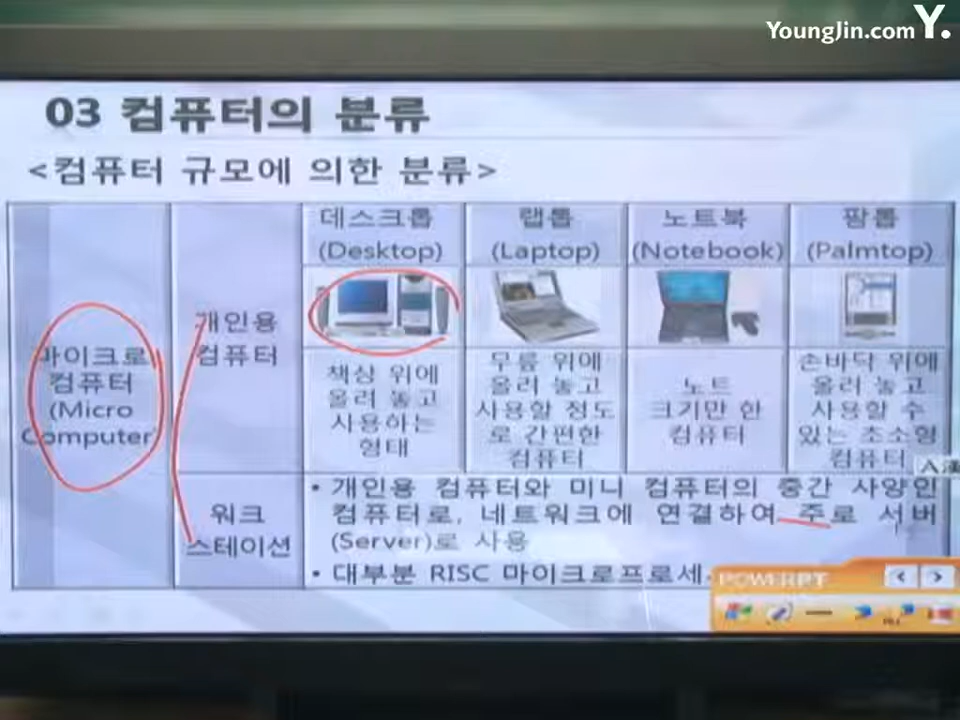 YoungJin.com Y.
03 컴퓨터의 분류
<컴퓨터 규모에 의한 분류>
데스크톱
(Desktop)
랩톱
(Laptop)
노트북
(Notebook)
팜톱
(Palmtop)
마이크로
컴퓨터
(Micro
Computer)
개인용
컴퓨터
책상 위에
올려 놓고
사용하는
형태
무릎 위에
올려 놓고
사용할 정도
로 간편한
컴퓨터
노트
크기만 한
컴퓨터
손바닥 위에
올려 놓고
사용할 수
있는 초소형
컴퓨터
워크
스테이션
• 개인용 컴퓨터와 미니 컴퓨터의 중간 사양인
컴퓨터로, 네트워크에 연결하여 주로 서버
(Server)로 사용
• 대부분 RISC 마이크로프로세
POWERPT
A漢